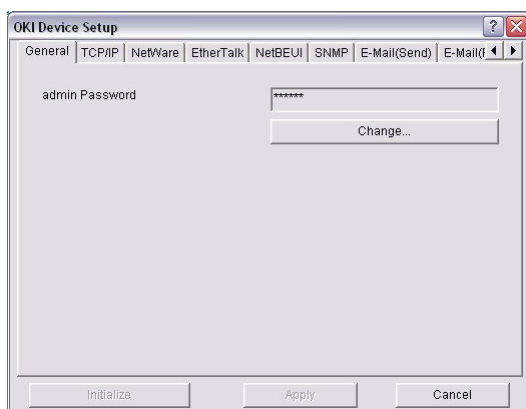 OKI Device Setup
General TCP/IP NetWare EtherTalk NetBEUI SNMP E-Mail(Send)
admin Password ******
Change...
Initialize Apply Cancel